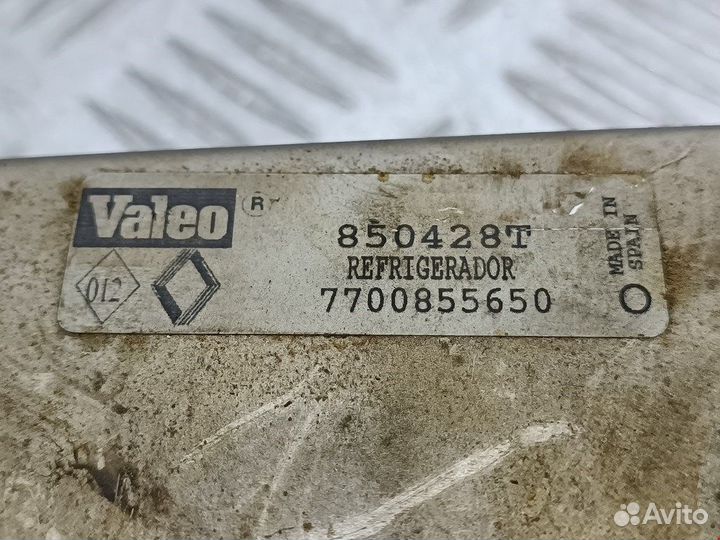 Valeo ®
850428T
REFRIGERADOR
7700855650
012
MADE IN
SPAIN
Avito